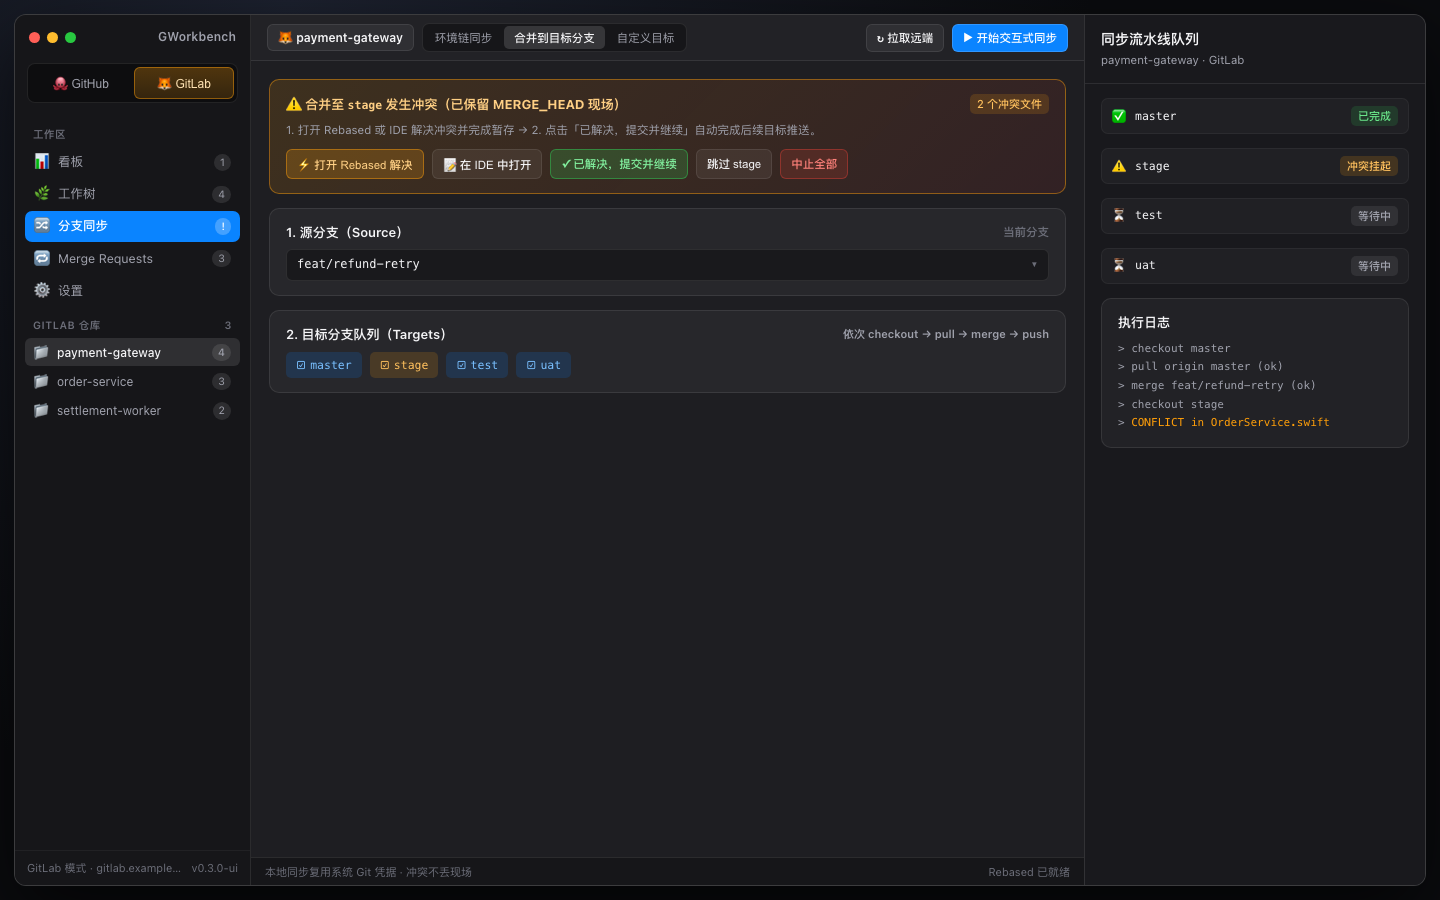 GWorkbench
GitHub
GitLab
工作区
看板 1
工作树 4
分支同步 !
Merge Requests 3
设置
GITLAB 仓库 3
payment-gateway 4
order-service 3
settlement-worker 2
GitLab 模式 · gitlab.example... v0.3.0-ui
payment-gateway
环境链同步 合并到目标分支 自定义目标
↻ 拉取远端 ▶ 开始交互式同步
⚠️ 合并至 stage 发生冲突（已保留 MERGE_HEAD 现场） 2 个冲突文件
1. 打开 Rebased 或 IDE 解决冲突并完成暂存 → 2. 点击「已解决，提交并继续」自动完成后续目标推送。
⚡ 打开 Rebased 解决 📝 在 IDE 中打开 ✓ 已解决，提交并继续 跳过 stage 中止全部
1. 源分支（Source） 当前分支
feat/refund-retry ▾
2. 目标分支队列（Targets） 依次 checkout → pull → merge → push
☑ master ☑ stage ☑ test ☑ uat
本地同步复用系统 Git 凭据 · 冲突不丢现场 Rebased 已就绪
同步流水线队列
payment-gateway · GitLab
✅ master 已完成
⚠️ stage 冲突挂起
⏳ test 等待中
⏳ uat 等待中
执行日志
> checkout master
> pull origin master (ok)
> merge feat/refund-retry (ok)
> checkout stage
> CONFLICT in OrderService.swift